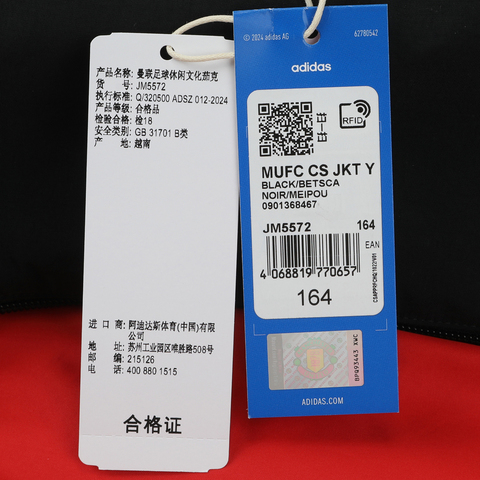 产品名称: 曼联足球休闲文化茄克
货 号: JM5572
执行标准: Q/320500 ADSZ 012-2024
产品等级: 合格品
检验合格: 检18
安全类别: GB 31701 B类
产 地: 越南
进 口 商: 阿迪达斯体育(中国)有限公司
地 址: 苏州工业园区唯胜路508号
邮 编: 215126
电 话: 400 880 1515
合格证
© 2024 adidas AG
62780542
adidas
RFID
MUFC CS JKT Y
BLACK/BETSCA
NOIR/MEIPOU
0901368467
JM5572 164
EAN
4 068819 770657
164
BPQ93443 XWC
ADIDAS.COM